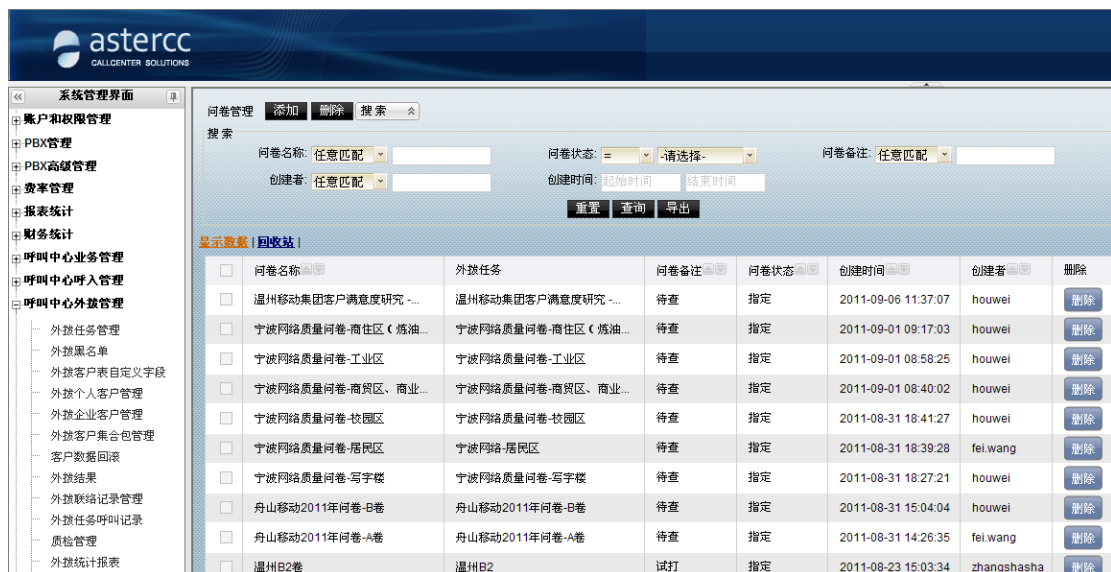 astercc
CALLCENTER SOLUTIONS
系统管理界面
账户和权限管理
PBX管理
PBX高级管理
费率管理
报表统计
财务统计
呼叫中心业务管理
呼叫中心呼入管理
呼叫中心外拨管理
外拨任务管理
外拨黑名单
外拨客户表自定义字段
外拨个人客户管理
外拨企业客户管理
外拨客户集合包管理
客户数据回滚
外拨结果
外拨联络记录管理
外拨任务呼叫记录
质检管理
外拨统计报表
问卷管理 添加 删除 搜索
搜索
问卷名称: 任意匹配 问卷状态: = -请选择- 问卷备注: 任意匹配
创建者: 任意匹配 创建时间: 起始时间 结束时间
重置 查询 导出
显示数据 | 回收站 |
问卷名称 外拨任务 问卷备注 问卷状态 创建时间 创建者 删除
温州移动集团客户满意度研究 -... 温州移动集团客户满意度研究 -... 待查 指定 2011-09-06 11:37:07 houwei 删除
宁波网络质量问卷-商住区（炼油... 宁波网络质量问卷-商住区（炼油... 待查 指定 2011-09-01 09:17:03 houwei 删除
宁波网络质量问卷-工业区 宁波网络质量问卷-工业区 待查 指定 2011-09-01 08:58:25 houwei 删除
宁波网络质量问卷-商贸区、商业... 宁波网络质量问卷-商贸区、商业... 待查 指定 2011-09-01 08:40:02 houwei 删除
宁波网络质量问卷-校园区 宁波网络质量问卷-校园区 待查 指定 2011-08-31 18:41:27 houwei 删除
宁波网络质量问卷-居民区 宁波网络-居民区 待查 指定 2011-08-31 18:39:28 fei.wang 删除
宁波网络质量问卷-写字楼 宁波网络质量问卷-写字楼 待查 指定 2011-08-31 18:27:21 houwei 删除
舟山移动2011年问卷-B卷 舟山移动2011年问卷-B卷 待查 指定 2011-08-31 15:04:04 houwei 删除
舟山移动2011年问卷-A卷 舟山移动2011年问卷-A卷 待查 指定 2011-08-31 14:26:35 fei.wang 删除
温州B2卷 温州B2 试打 指定 2011-08-23 15:03:34 zhangshasha 删除